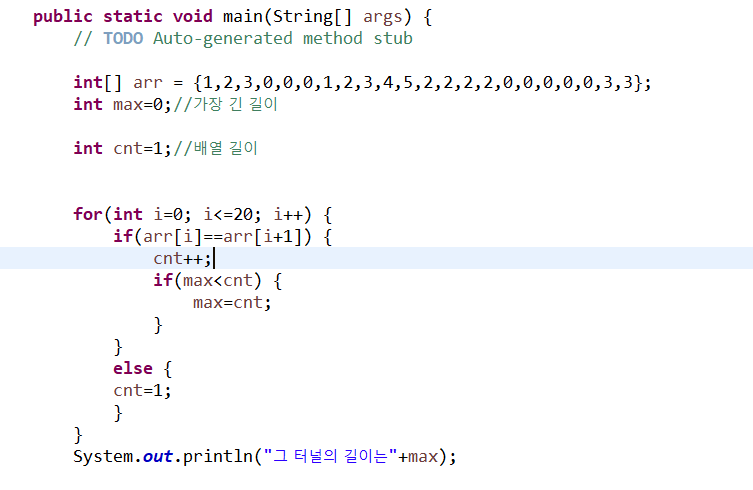 public static void main(String[] args) {
// TODO Auto-generated method stub
int[] arr = {1,2,3,0,0,0,1,2,3,4,5,2,2,2,2,0,0,0,0,0,3,3};
int max=0;//가장 긴 길이
int cnt=1;//배열 길이
for(int i=0; i<=20; i++) {
if(arr[i]==arr[i+1]) {
cnt++;
if(max<cnt) {
max=cnt;
}
}
else {
cnt=1;
}
}
System.out.println("그 터널의 길이는"+max);